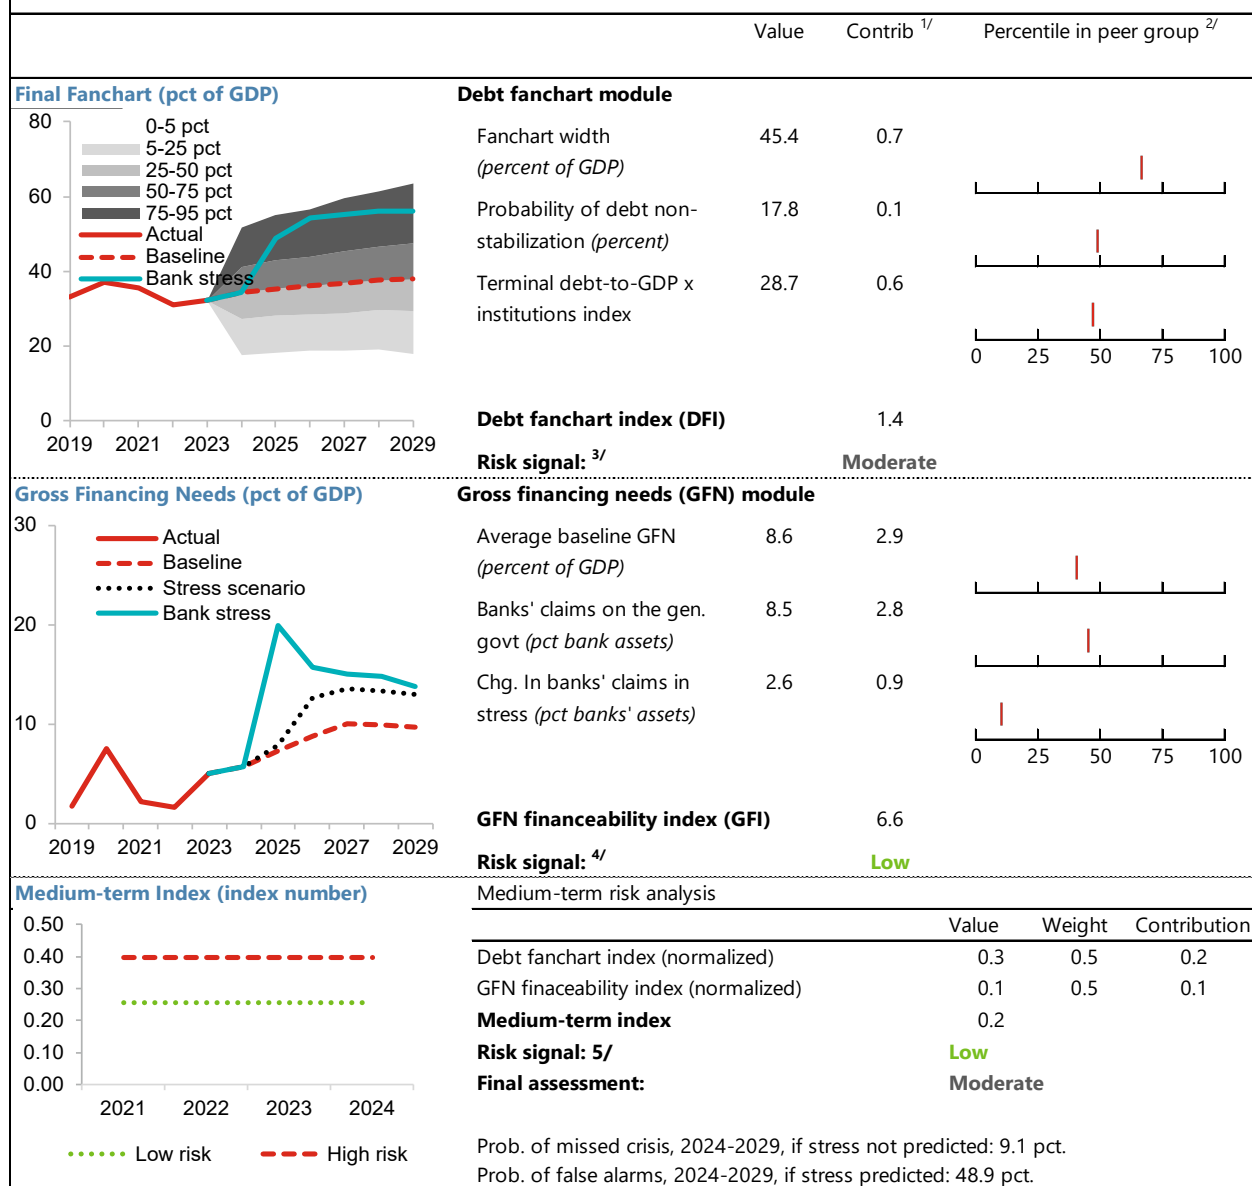 Value Contrib 1/ Percentile in peer group 2/
Final Fanchart (pct of GDP)
80
60
40
20
0
0-5 pct
5-25 pct
25-50 pct
50-75 pct
75-95 pct
Actual
Baseline
Bank stress
2019 2021 2023 2025 2027 2029
Debt fanchart module
Fanchart width 45.4 0.7
(percent of GDP)
Probability of debt non- 17.8 0.1
stabilization (percent)
Terminal debt-to-GDP x 28.7 0.6
institutions index
0 25 50 75 100
Debt fanchart index (DFI) 1.4
Risk signal: 3/ Moderate
Gross Financing Needs (pct of GDP)
30
20
10
0
Actual
Baseline
Stress scenario
Bank stress
2019 2021 2023 2025 2027 2029
Gross financing needs (GFN) module
Average baseline GFN 8.6 2.9
(percent of GDP)
Banks' claims on the gen. 8.5 2.8
govt (pct bank assets)
Chg. In banks' claims in 2.6 0.9
stress (pct banks' assets)
0 25 50 75 100
GFN financeability index (GFI) 6.6
Risk signal: 4/ Low
Medium-term Index (index number)
0.50
0.40
0.30
0.20
0.10
0.00
2021 2022 2023 2024
Low risk High risk
Medium-term risk analysis
Value Weight Contribution
Debt fanchart index (normalized) 0.3 0.5 0.2
GFN finaceability index (normalized) 0.1 0.5 0.1
Medium-term index 0.2
Risk signal: 5/ Low
Final assessment: Moderate
Prob. of missed crisis, 2024-2029, if stress not predicted: 9.1 pct.
Prob. of false alarms, 2024-2029, if stress predicted: 48.9 pct.